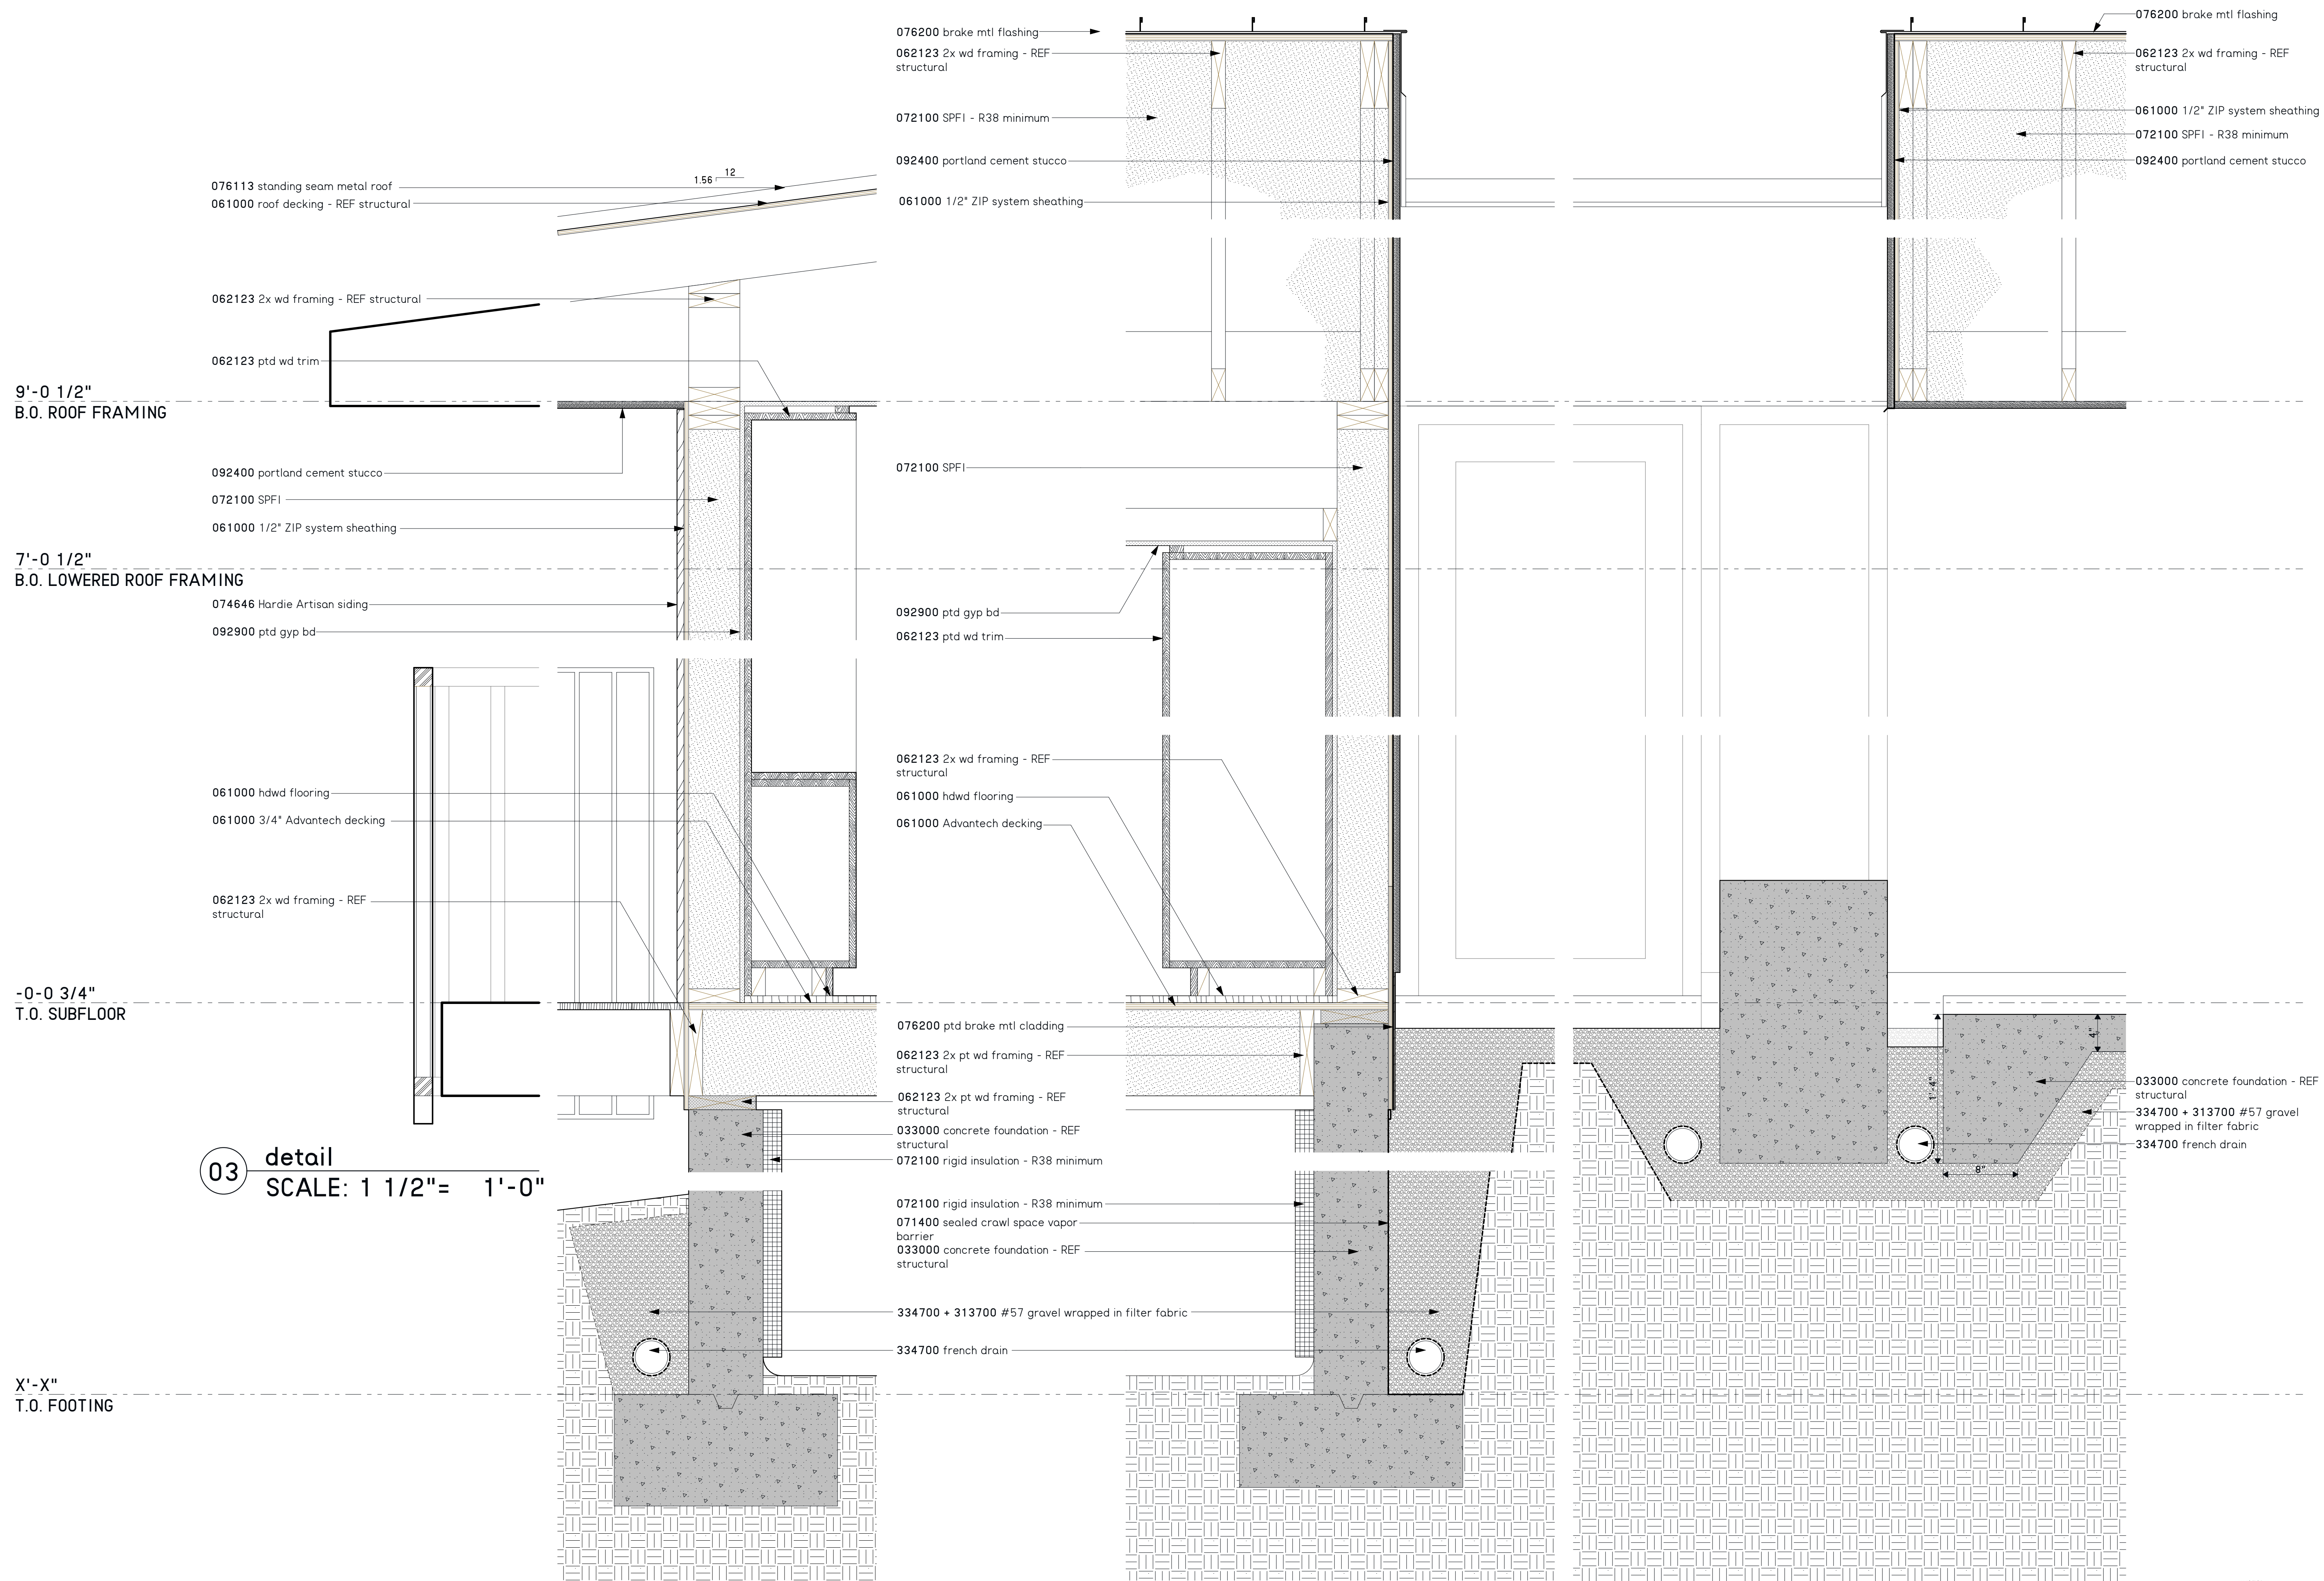 076200 brake mtl flashing
062123 2x wd framing - REF
structural
072100 SPFI - R38 minimum
092400 portland cement stucco
061000 1/2" ZIP system sheathing
076200 brake mtl flashing
062123 2x wd framing - REF
structural
061000 1/2" ZIP system sheathing
072100 SPFI - R38 minimum
092400 portland cement stucco
12
1.56
076113 standing seam metal roof
061000 roof decking - REF structural
062123 2x wd framing - REF structural
062123 ptd wd trim
9'-0 1/2"
B.O. ROOF FRAMING
092400 portland cement stucco
072100 SPFI
061000 1/2" ZIP system sheathing
7'-0 1/2"
B.O. LOWERED ROOF FRAMING
074646 Hardie Artisan siding
092900 ptd gyp bd
072100 SPFI
092900 ptd gyp bd
062123 ptd wd trim
061000 hdwd flooring
061000 3/4" Advantech decking
062123 2x wd framing - REF
structural
062123 2x wd framing - REF
structural
061000 hdwd flooring
061000 Advantech decking
-0-0 3/4"
T.O. SUBFLOOR
076200 ptd brake mtl cladding
062123 2x pt wd framing - REF
structural
062123 2x pt wd framing - REF
structural
033000 concrete foundation - REF
structural
072100 rigid insulation - R38 minimum
072100 rigid insulation - R38 minimum
071400 sealed crawl space vapor
barrier
033000 concrete foundation - REF
structural
334700 + 313700 #57 gravel wrapped in filter fabric
334700 french drain
4"
1'-4"
8"
033000 concrete foundation - REF
structural
334700 + 313700 #57 gravel
wrapped in filter fabric
334700 french drain
03
detail
SCALE: 1 1/2"= 1'-0"
X'-X"
T.O. FOOTING